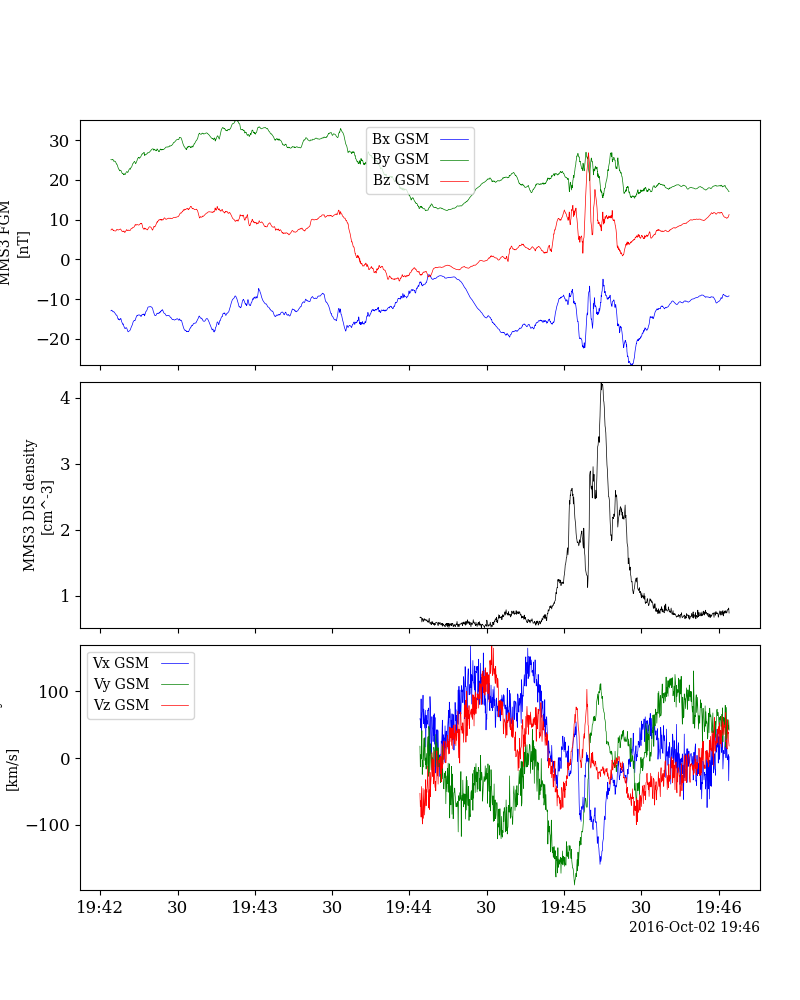 MMS3 FGM
[nT]
30
20
10
0
−10
−20
Bx GSM
By GSM
Bz GSM
MMS3 DIS density
[cm^-3]
4
3
2
1
[km/s]
100
0
−100
Vx GSM
Vy GSM
Vz GSM
19:42 30 19:43 30 19:44 30 19:45 30 19:46
2016-Oct-02 19:46